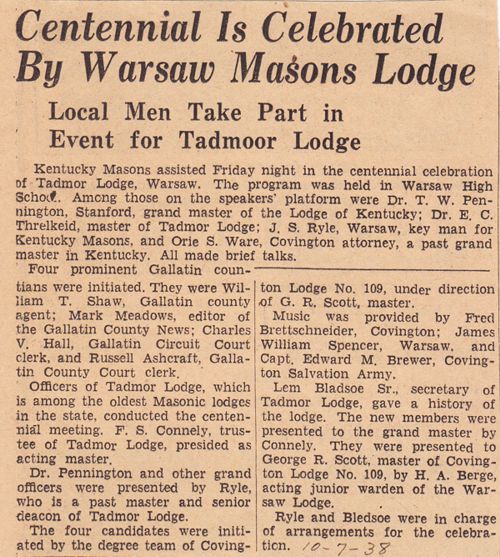 Centennial Is Celebrated
By Warsaw Masons Lodge
Local Men Take Part in
Event for Tadmoor Lodge
Kentucky Masons assisted Friday night in the centennial celebration
of Tadmor Lodge, Warsaw. The program was held in Warsaw High
School. Among those on the speakers' platform were Dr. T. W. Pen-
nington, Stanford, grand master of the Lodge of Kentucky; Dr. E. C.
Threlkeid, master of Tadmor Lodge; J. S. Ryle, Warsaw, key man for
Kentucky Masons, and Orie S. Ware, Covington attorney, a past grand
master in Kentucky. All made brief talks.
Four prominent Gallatin coun-
tians were initiated. They were Wil-
liam T. Shaw, Gallatin county
agent; Mark Meadows, editor of
the Gallatin County News; Charles
V. Hall, Gallatin Circuit Court
clerk, and Russell Ashcraft, Galla-
tin County Court clerk.
Officers of Tadmor Lodge, which
is among the oldest Masonic lodges
in the state, conducted the centen-
nial meeting. F. S. Connely, trus-
tee of Tadmor Lodge, presided as
acting master.
Dr. Pennington and other grand
officers were presented by Ryle,
who is a past master and senior
deacon of Tadmor Lodge.
The four candidates were initi-
ated by the degree team of Coving-
ton Lodge No. 109, under direction
of G. R. Scott, master.
Music was provided by Fred
Brettschneider, Covington; James
William Spencer, Warsaw, and
Capt. Edward M. Brewer, Coving-
ton Salvation Army.
Lem Bladsoe Sr., secretary of
Tadmor Lodge, gave a history of
the lodge. The new members were
presented to the grand master by
Connely. They were presented to
George R. Scott, master of Coving-
ton Lodge No. 109, by H. A. Berge,
acting junior warden of the War-
saw Lodge.
Ryle and Bledsoe were in charge
of arrangements for the celebra-
tion. 10-7-38